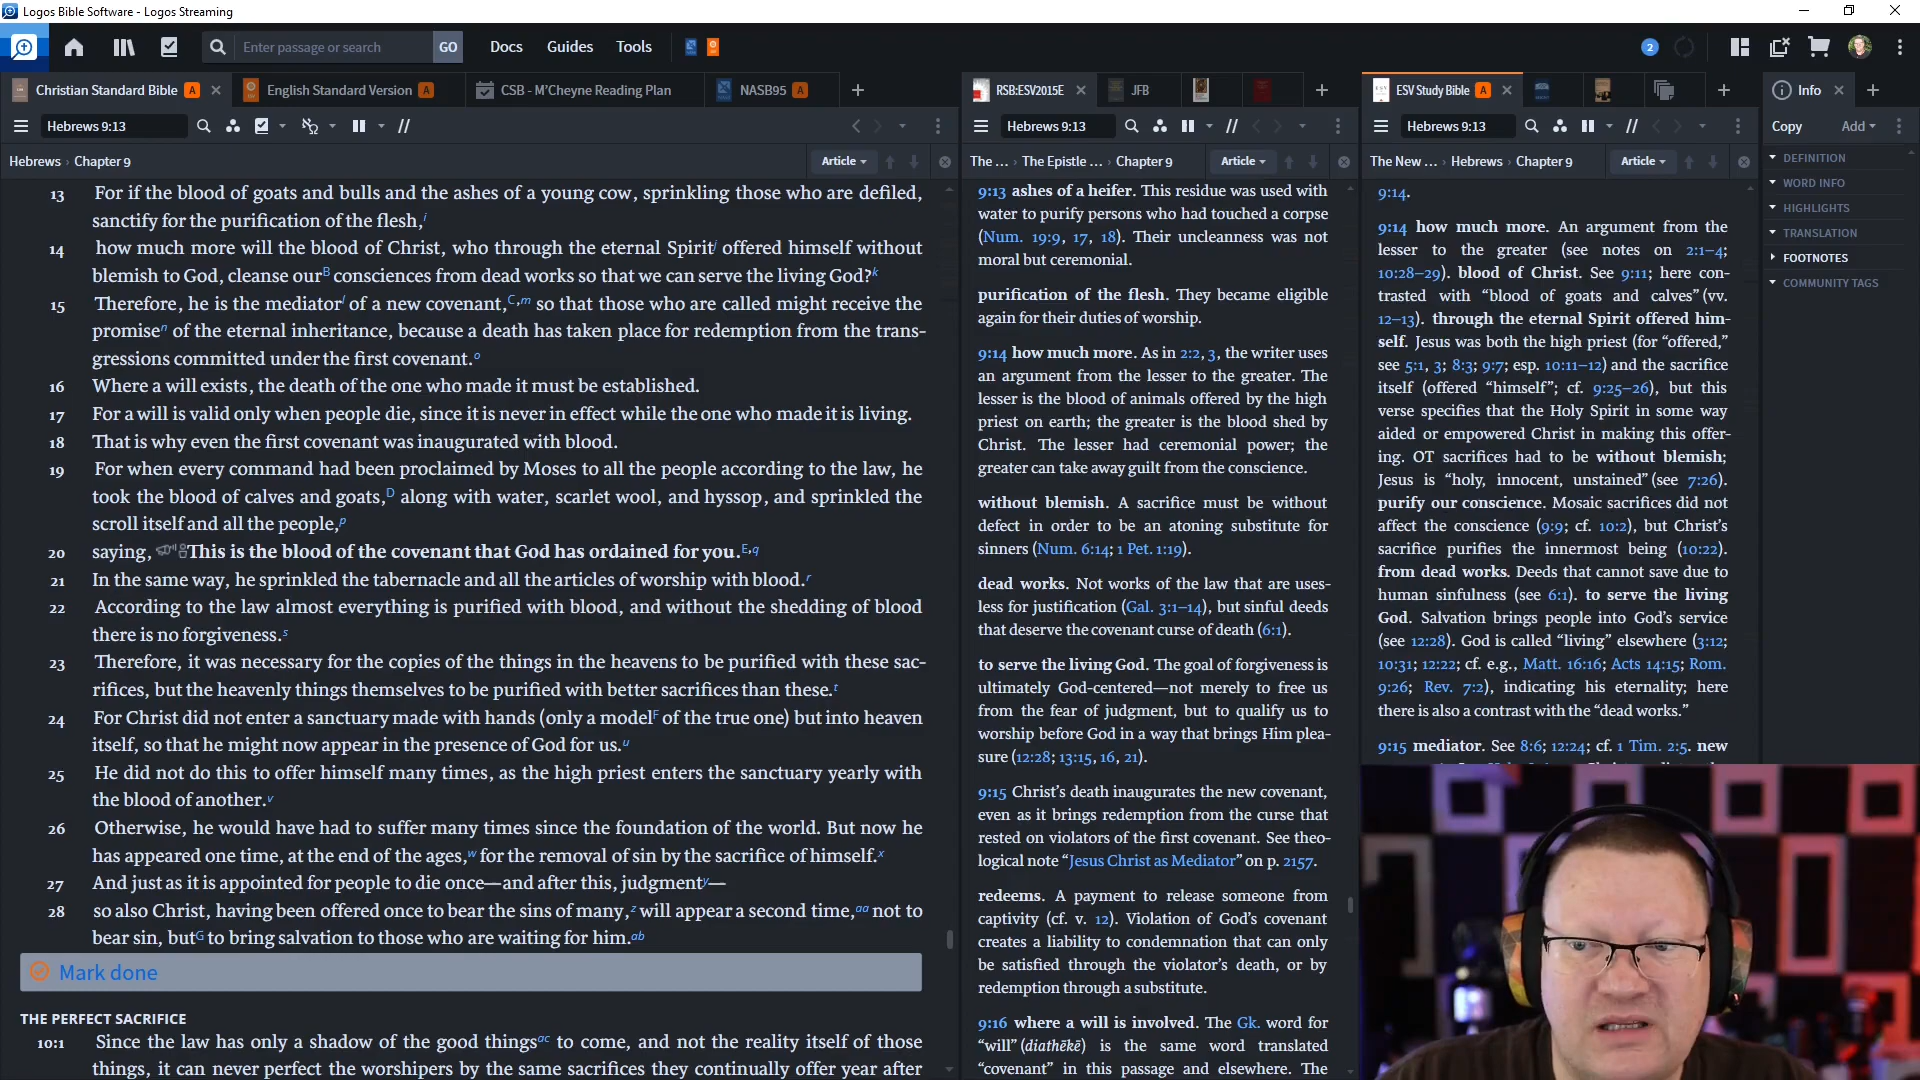 Logos Bible Software - Logos Streaming
Enter passage or search
GO
Docs
Guides
Tools
2
Christian Standard Bible A
English Standard Version A
CSB - M'Cheyne Reading Plan
NASB95 A
RSB:ESV2015E
JFB
ESV Study Bible A
Info
Hebrews 9:13
Hebrews 9:13
Hebrews 9:13
Copy
Add
Hebrews › Chapter 9
Article
The ... › The Epistle ... › Chapter 9
Article
The New ... › Hebrews › Chapter 9
Article
13 For if the blood of goats and bulls and the ashes of a young cow, sprinkling those who are defiled,
sanctify for the purification of the flesh,i
14 how much more will the blood of Christ, who through the eternal Spiritj offered himself without
blemish to God, cleanse ourB consciences from dead works so that we can serve the living God?k
15 Therefore, he is the mediatorl of a new covenant,C,m so that those who are called might receive the
promisen of the eternal inheritance, because a death has taken place for redemption from the trans-
gressions committed under the first covenant.o
16 Where a will exists, the death of the one who made it must be established.
17 For a will is valid only when people die, since it is never in effect while the one who made it is living.
18 That is why even the first covenant was inaugurated with blood.
19 For when every command had been proclaimed by Moses to all the people according to the law, he
took the blood of calves and goats,D along with water, scarlet wool, and hyssop, and sprinkled the
scroll itself and all the people,p
20 saying, This is the blood of the covenant that God has ordained for you.E,q
21 In the same way, he sprinkled the tabernacle and all the articles of worship with blood.r
22 According to the law almost everything is purified with blood, and without the shedding of blood
there is no forgiveness.s
23 Therefore, it was necessary for the copies of the things in the heavens to be purified with these sac-
rifices, but the heavenly things themselves to be purified with better sacrifices than these.t
24 For Christ did not enter a sanctuary made with hands (only a modelF of the true one) but into heaven
itself, so that he might now appear in the presence of God for us.u
25 He did not do this to offer himself many times, as the high priest enters the sanctuary yearly with
the blood of another.v
26 Otherwise, he would have had to suffer many times since the foundation of the world. But now he
has appeared one time, at the end of the ages,w for the removal of sin by the sacrifice of himself.x
27 And just as it is appointed for people to die once—and after this, judgmenty—
28 so also Christ, having been offered once to bear the sins of many,z will appear a second time,aa not to
bear sin, butG to bring salvation to those who are waiting for him.ab
Mark done
THE PERFECT SACRIFICE
10:1 Since the law has only a shadow of the good thingsac to come, and not the reality itself of those
things, it can never perfect the worshipers by the same sacrifices they continually offer year after
9:13 ashes of a heifer. This residue was used with
water to purify persons who had touched a corpse
(Num. 19:9, 17, 18). Their uncleanness was not
moral but ceremonial.
purification of the flesh. They became eligible
again for their duties of worship.
9:14 how much more. As in 2:2, 3, the writer uses
an argument from the lesser to the greater. The
lesser is the blood of animals offered by the high
priest on earth; the greater is the blood shed by
Christ. The lesser had ceremonial power; the
greater can take away guilt from the conscience.
without blemish. A sacrifice must be without
defect in order to be an atoning substitute for
sinners (Num. 6:14; 1 Pet. 1:19).
dead works. Not works of the law that are use-
less for justification (Gal. 3:1–14), but sinful deeds
that deserve the covenant curse of death (6:1).
to serve the living God. The goal of forgiveness is
ultimately God-centered—not merely to free us
from the fear of judgment, but to qualify us to
worship before God in a way that brings Him plea-
sure (12:28; 13:15, 16, 21).
9:15 Christ's death inaugurates the new covenant,
even as it brings redemption from the curse that
rested on violators of the first covenant. See theo-
logical note “Jesus Christ as Mediator” on p. 2157.
redeems. A payment to release someone from
captivity (cf. v. 12). Violation of God's covenant
creates a liability to condemnation that can only
be satisfied through the violator's death, or by
redemption through a substitute.
9:16 where a will is involved. The Gk. word for
“will” (diathēkē) is the same word translated
“covenant” in this passage and elsewhere. The
9:14.
9:14 how much more. An argument from the
lesser to the greater (see notes on 2:1–4;
10:28–29). blood of Christ. See 9:11; here con-
trasted with “blood of goats and calves” (vv.
12–13). through the eternal Spirit offered him-
self. Jesus was both the high priest (for “offered,”
see 5:1, 3; 8:3; 9:7; esp. 10:11–12) and the sacrifice
itself (offered “himself”; cf. 9:25–26), but this
verse specifies that the Holy Spirit in some way
aided or empowered Christ in making this offer-
ing. OT sacrifices had to be without blemish;
Jesus is “holy, innocent, unstained” (see 7:26).
purify our conscience. Mosaic sacrifices did not
affect the conscience (9:9; cf. 10:2), but Christ's
sacrifice purifies the innermost being (10:22).
from dead works. Deeds that cannot save due to
human sinfulness (see 6:1). to serve the living
God. Salvation brings people into God's service
(see 12:28). God is called “living” elsewhere (3:12;
10:31; 12:22; cf. e.g., Matt. 16:16; Acts 14:15; Rom.
9:26; Rev. 7:2), indicating his eternality; here
there is also a contrast with the “dead works.”
9:15 mediator. See 8:6; 12:24; cf. 1 Tim. 2:5. new
DEFINITION
WORD INFO
HIGHLIGHTS
TRANSLATION
FOOTNOTES
COMMUNITY TAGS